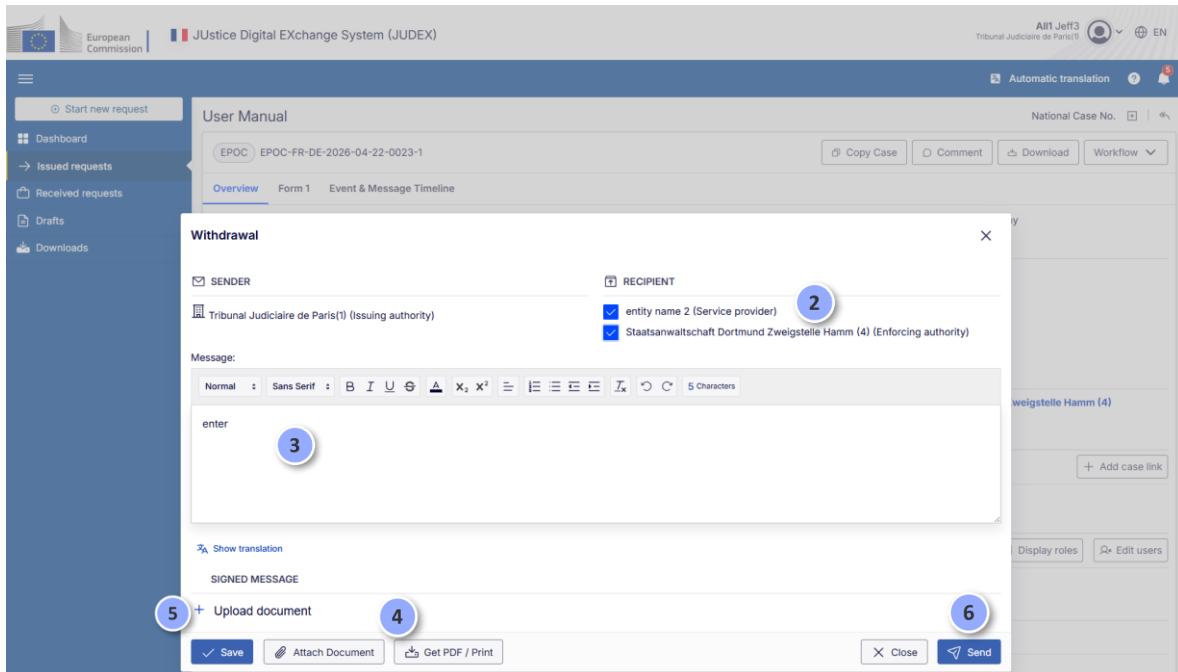 European
Commission
JUstice Digital EXchange System (JUDEX)
All1 Jeff3
Tribunal Judiciaire de Paris(1)
EN
Automatic translation
5
Start new request
Dashboard
Issued requests
Received requests
Drafts
Downloads
User Manual
National Case No.
EPOC EPOC-FR-DE-2026-04-22-0023-1
Copy Case
Comment
Download
Workflow
Overview Form 1 Event & Message Timeline
Withdrawal
SENDER
RECIPIENT
Tribunal Judiciaire de Paris(1) (Issuing authority)
entity name 2 (Service provider)
2
Staatsanwaltschaft Dortmund Zweigstelle Hamm (4) (Enforcing authority)
Message:
Normal Sans Serif B I U S A X₂ X² 5 Characters
enter
3
weigstelle Hamm (4)
+ Add case link
Show translation
Display roles
Edit users
SIGNED MESSAGE
5 + Upload document
4
6
Save
Attach Document
Get PDF / Print
Close
Send